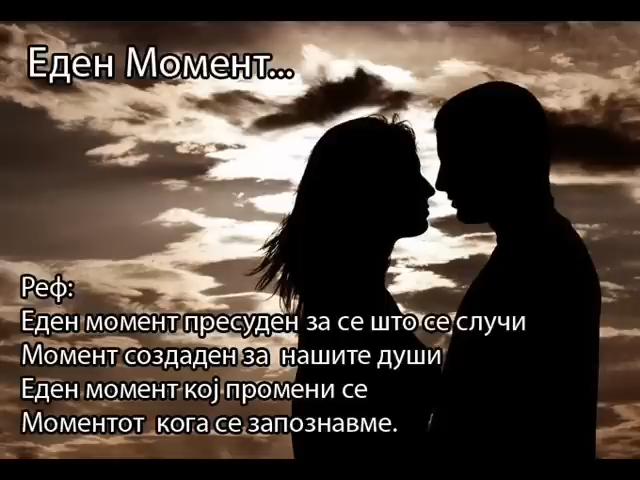 Еден Момент...
Реф:
Еден момент пресуден за се што се случи
Момент создаден за нашите души
Еден момент кој промени се
Моментот кога се запознавме.